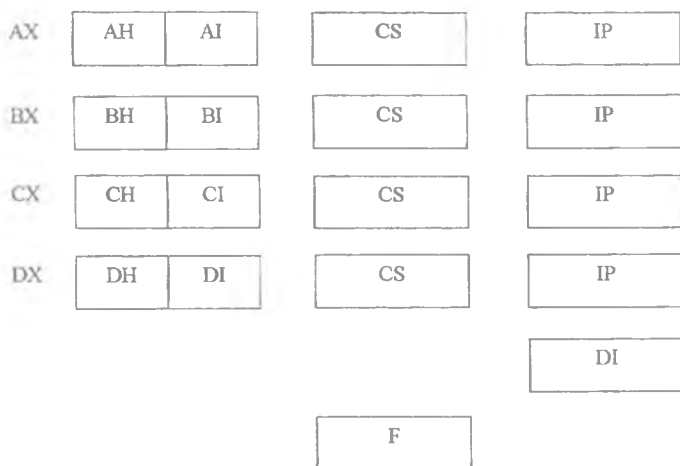 AX AH AI CS IP
BX BH BI CS IP
CX CH CI CS IP
DX DH DI CS IP
DI
F